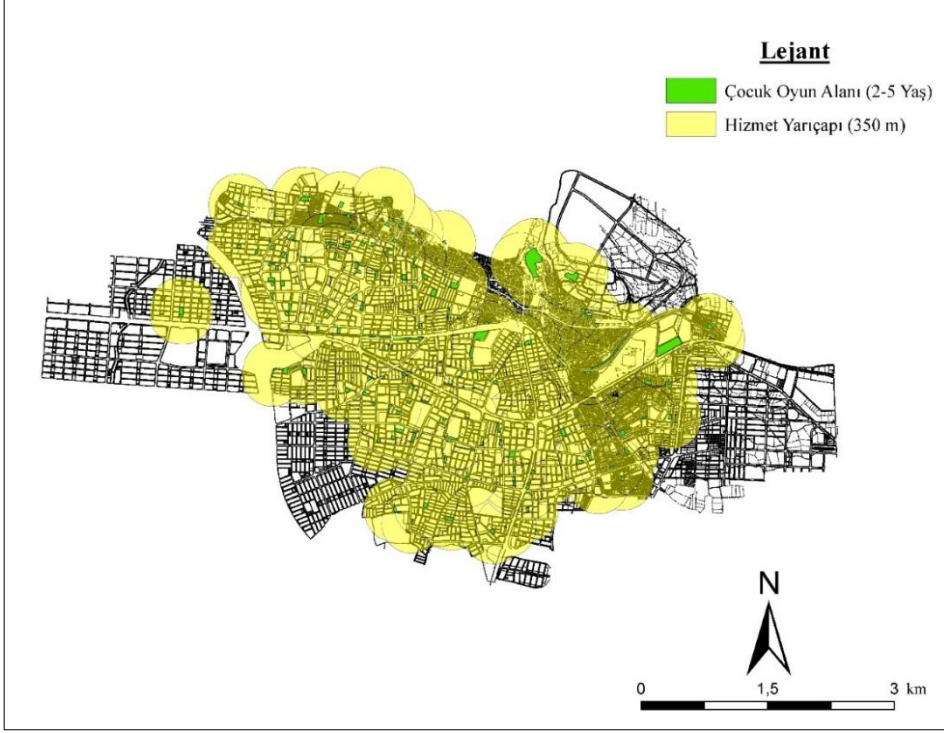 Lejant
Çocuk Oyun Alanı (2-5 Yaş)
Hizmet Yarıçapı (350 m)
N
0 1,5 3 km